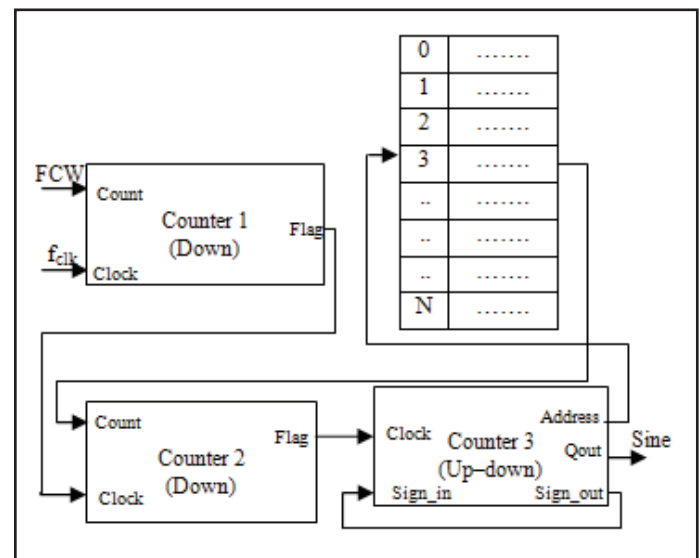 0 .......
1 .......
2 .......
3 .......
.. .......
.. .......
.. .......
N .......
FCW
Count
Counter 1
(Down)
Flag
fclk
Clock
Count
Flag
Counter 2
(Down)
Clock
Address
Clock
Counter 3
Qout
Sine
(Up–down)
Sign_in
Sign_out